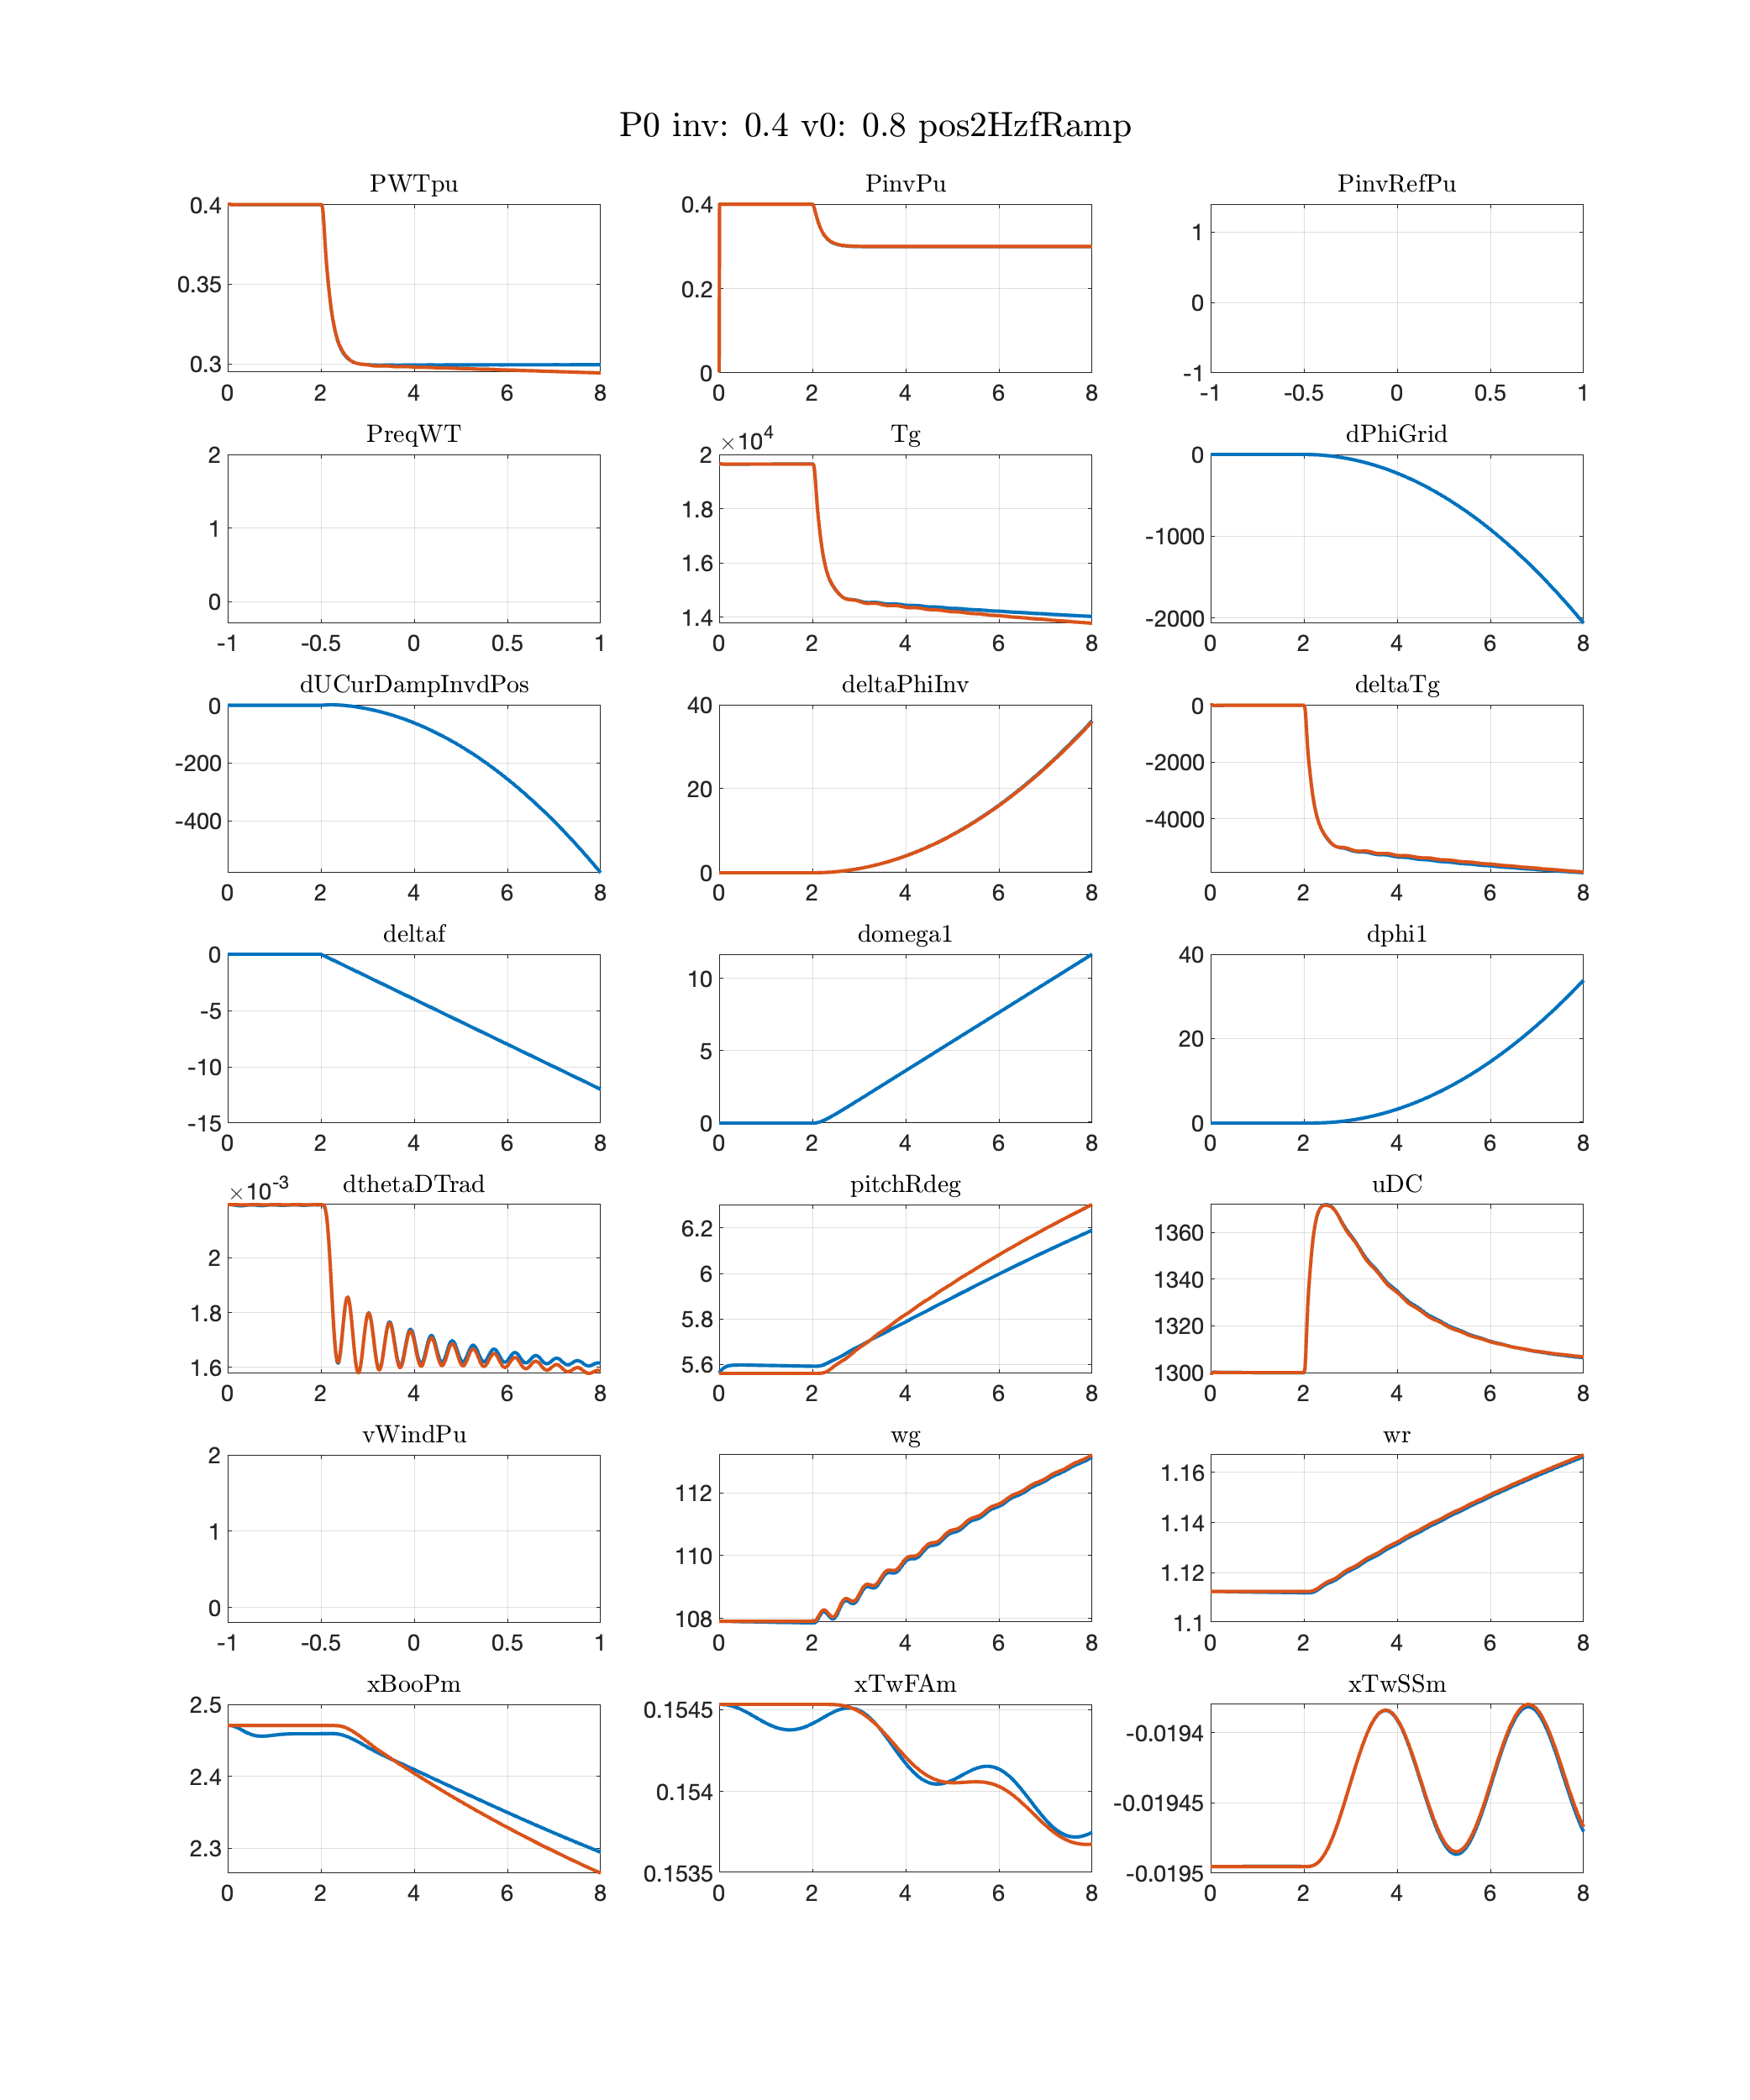 P0 inv: 0.4 v0: 0.8 pos2HzfRamp
PWTpu PinvPu PinvRefPu
0.4 0.35 0.3 0 2 4 6 8
0.4 0.2 0 0 2 4 6 8
1 0 -1 -1 -0.5 0 0.5 1
PreqWT Tg dPhiGrid
2 1 0 -1 -0.5 0 0.5 1
×10⁴ 2 1.8 1.6 1.4 0 2 4 6 8
0 -1000 -2000 0 2 4 6 8
dUCurDampInvdPos deltaPhiInv deltaTg
0 -200 -400 0 2 4 6 8
40 20 0 0 2 4 6 8
0 -2000 -4000 0 2 4 6 8
deltaf domega1 dphi1
0 -5 -10 -15 0 2 4 6 8
10 5 0 0 2 4 6 8
40 20 0 0 2 4 6 8
dthetaDTrad pitchRdeg uDC
×10⁻³ 2 1.8 1.6 0 2 4 6 8
6.2 6 5.8 5.6 0 2 4 6 8
1360 1340 1320 1300 0 2 4 6 8
vWindPu wg wr
2 1 0 -1 -0.5 0 0.5 1
112 110 108 0 2 4 6 8
1.16 1.14 1.12 1.1 0 2 4 6 8
xBooPm xTwFAm xTwSSm
2.5 2.4 2.3 0 2 4 6 8
0.1545 0.154 0.1535 0 2 4 6 8
-0.0194 -0.01945 -0.0195 0 2 4 6 8